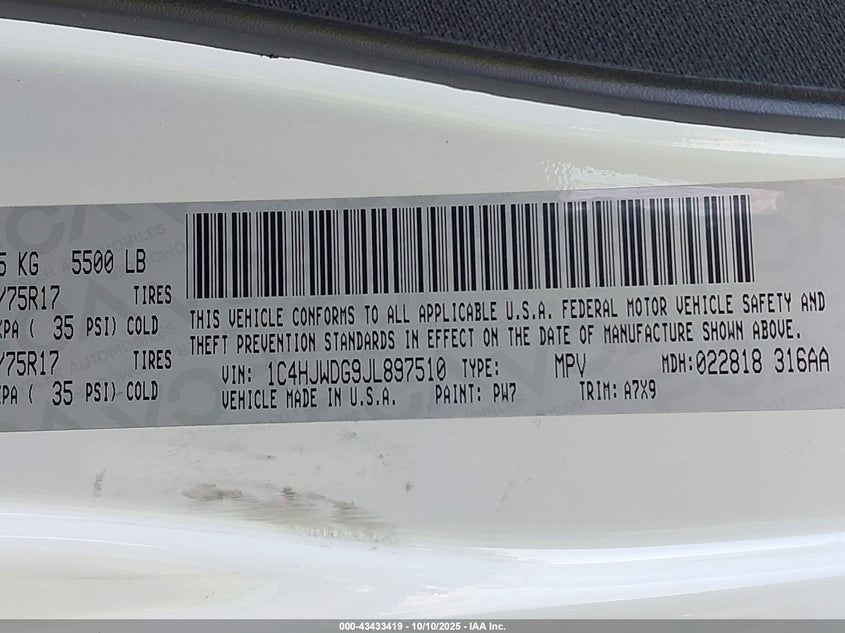 5 KG 5500 LB
/75R17 TIRES
KPA ( 35 PSI) COLD
/75R17 TIRES
KPA ( 35 PSI) COLD
THIS VEHICLE CONFORMS TO ALL APPLICABLE U.S.A. FEDERAL MOTOR VEHICLE SAFETY AND
THEFT PREVENTION STANDARDS IN EFFECT ON THE DATE OF MANUFACTURE SHOWN ABOVE.
VIN: 1C4HJWDG9JL897510 TYPE: MPV MDH: 022818 316AA
VEHICLE MADE IN U.S.A. PAINT: PW7 TRIM: A7X9
000-43433419 - 10/10/2025 - IAA Inc.